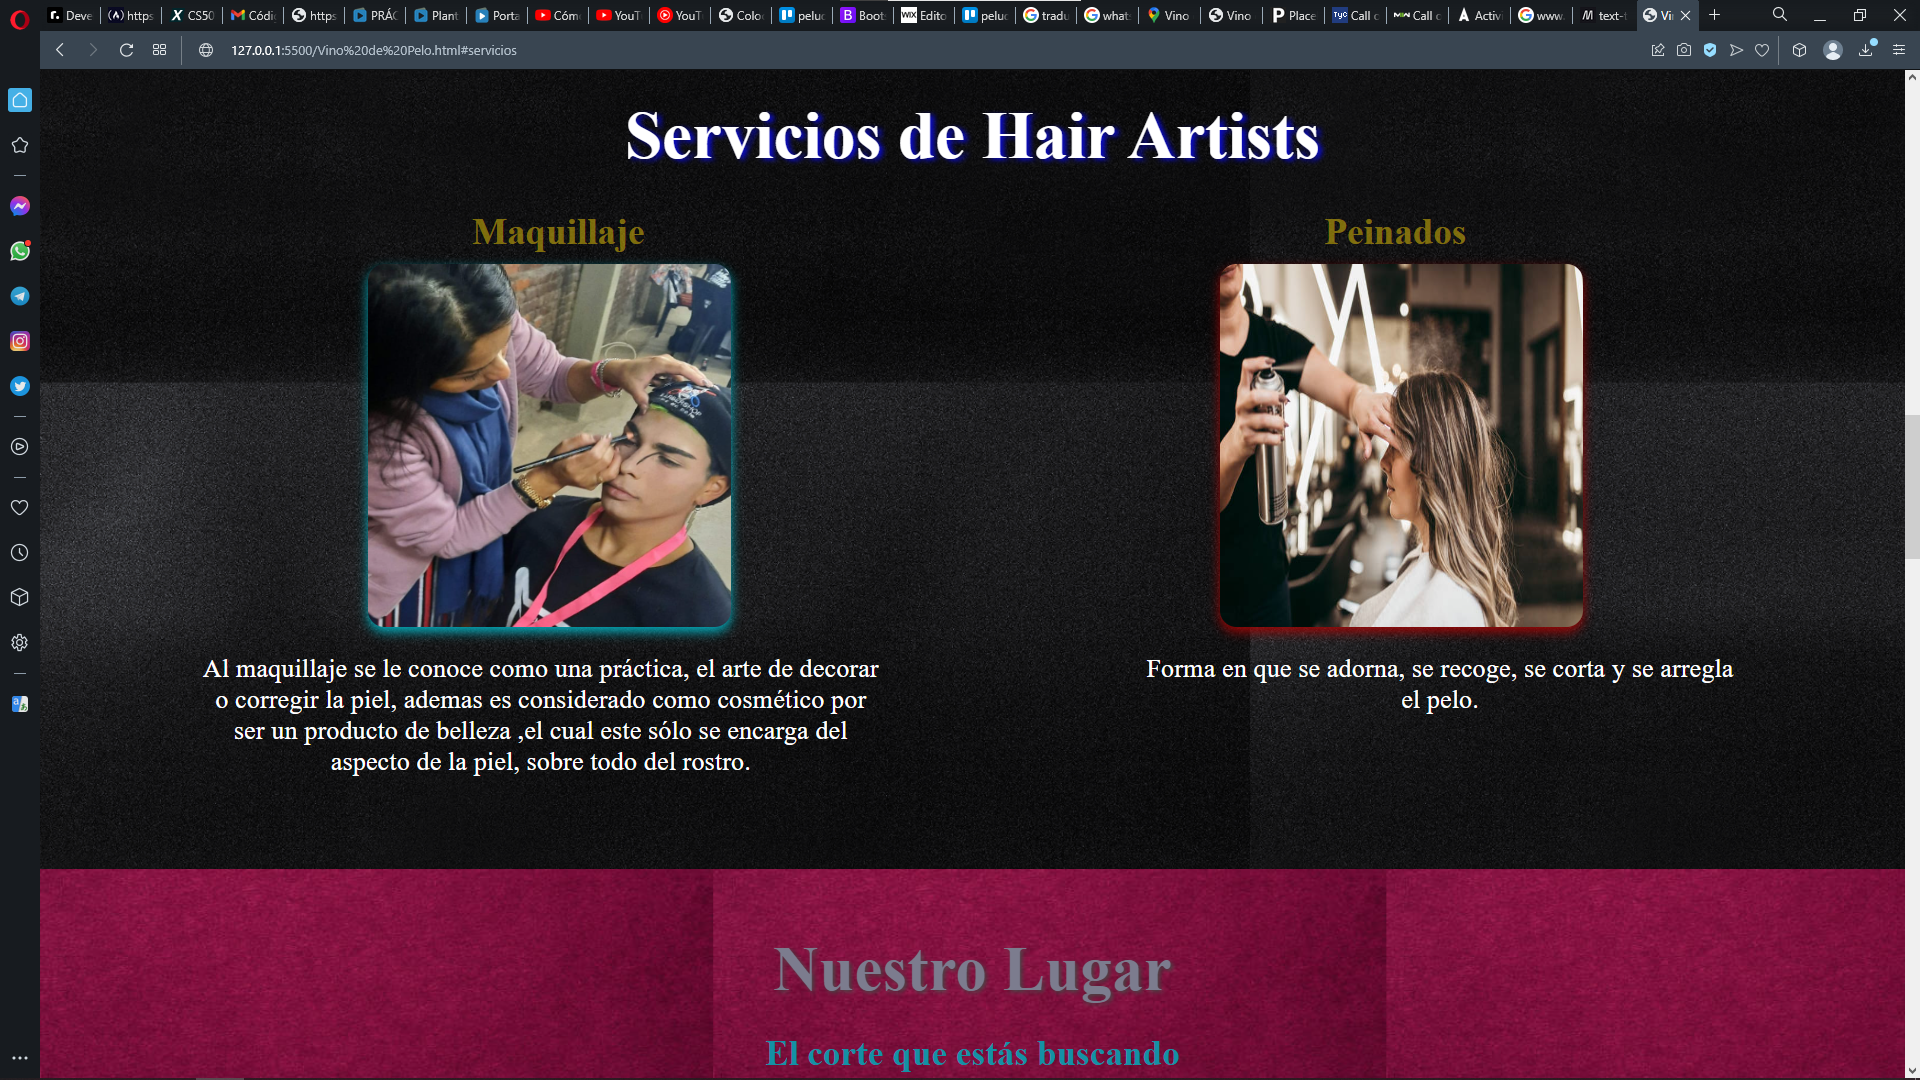 Deve
https
CS50
Códi
https
PRÁC
Plant
Porta
Cóm
YouT
YouT
Coloc
peluc
Boot
Edito
peluc
tradu
what
Vino
Vino
Place
Call c
Call c
Activi
www.
text-t
Vi
127.0.0.1:5500/Vino%20de%20Pelo.html#servicios
Servicios de Hair Artists
Maquillaje
Peinados
Al maquillaje se le conoce como una práctica, el arte de decorar
o corregir la piel, ademas es considerado como cosmético por
ser un producto de belleza ,el cual este sólo se encarga del
aspecto de la piel, sobre todo del rostro.
Forma en que se adorna, se recoge, se corta y se arregla
el pelo.
Nuestro Lugar
El corte que estás buscando